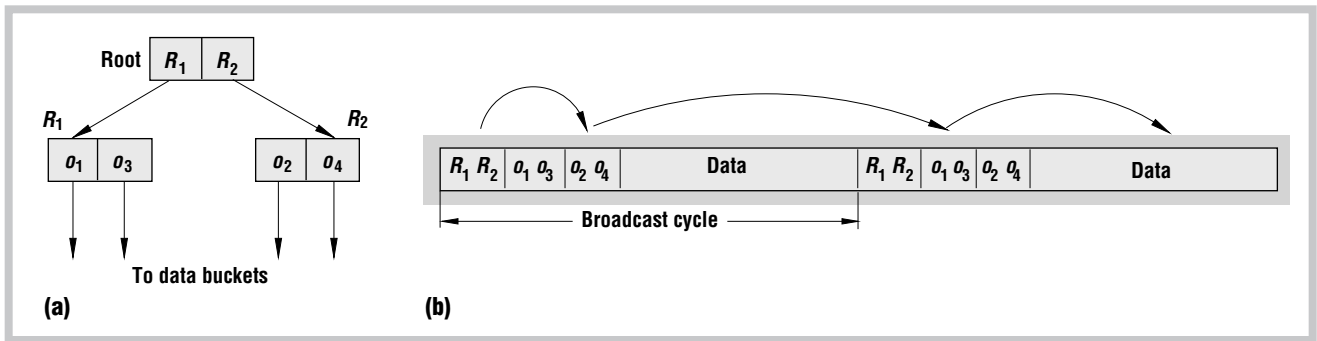 Root R1 R2
R1 R2
o1 o3 o2 o4
To data buckets
(a)
R1 R2 o1 o3 o2 o4 Data R1 R2 o1 o3 o2 o4 Data
Broadcast cycle
(b)